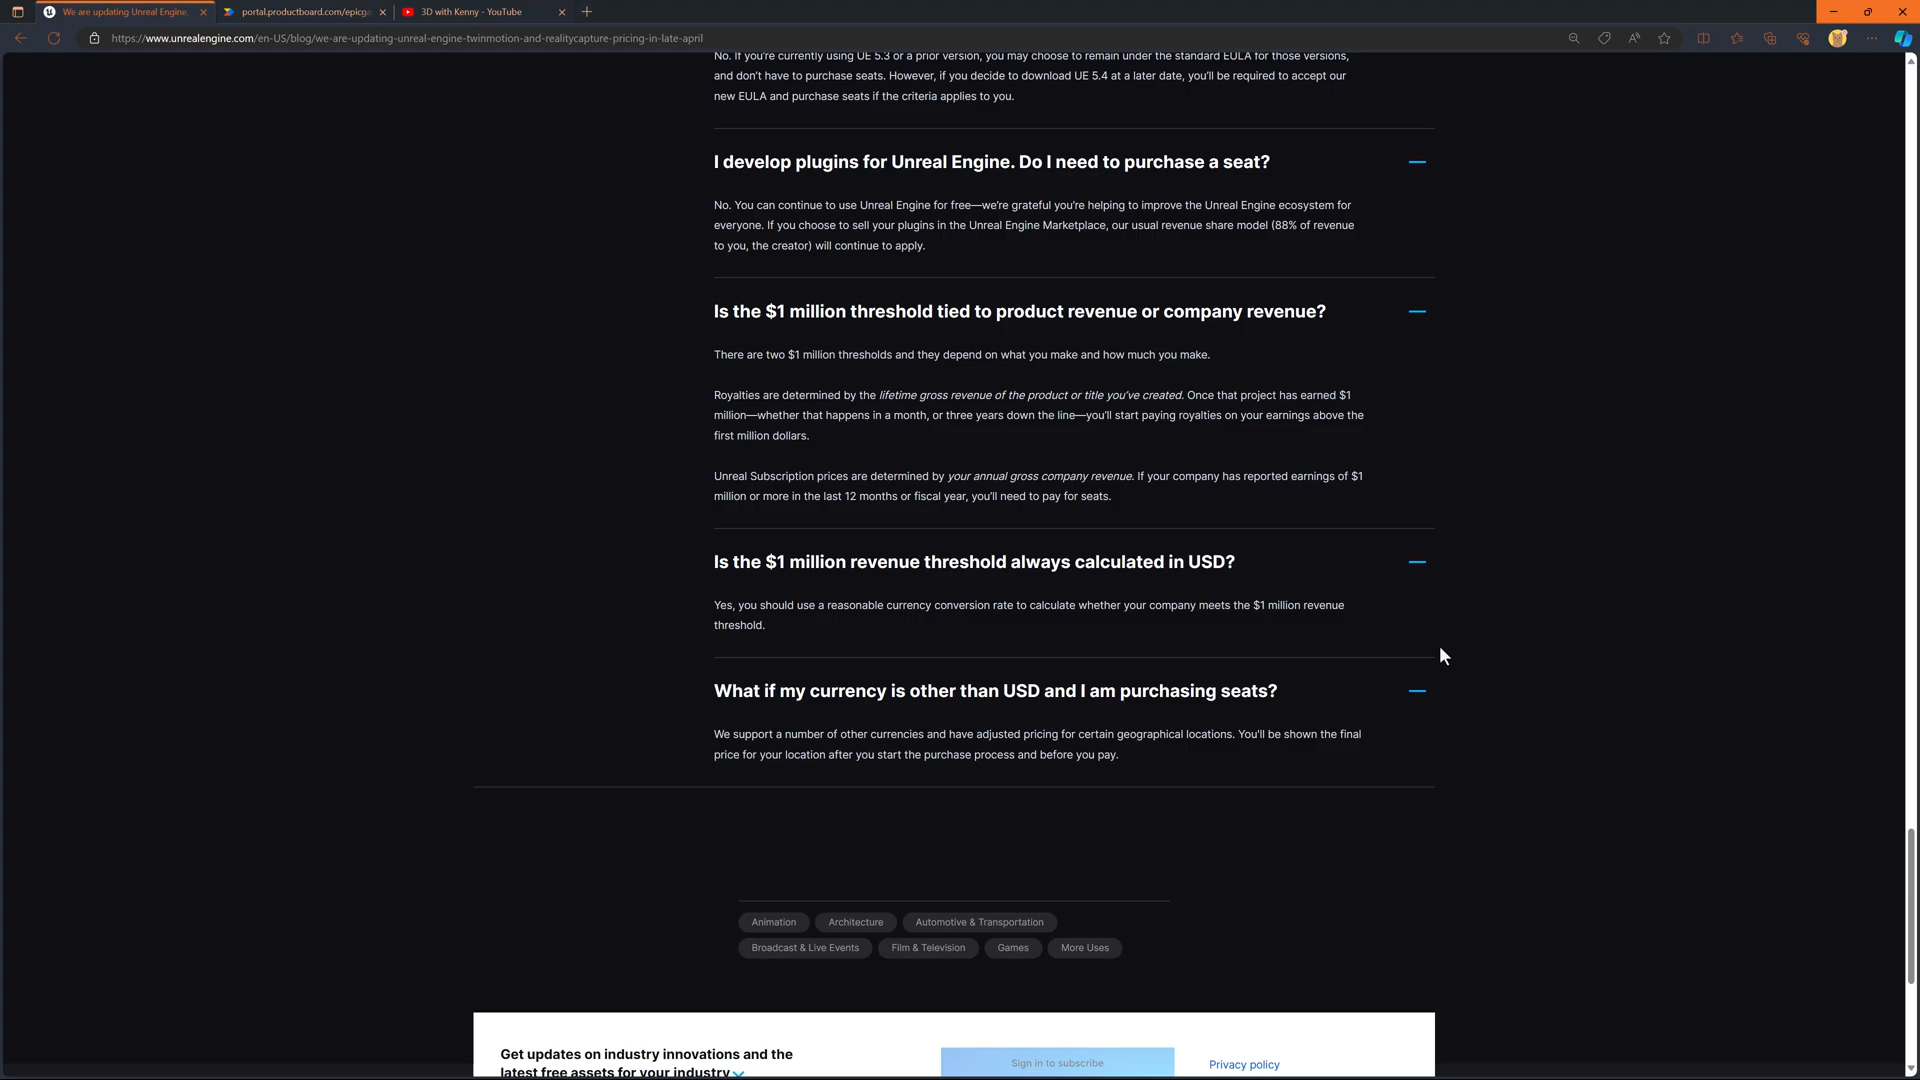 We are updating Unreal Engine,
portal.productboard.com/epicga
3D with Kenny - YouTube
https://www.unrealengine.com/en-US/blog/we-are-updating-unreal-engine-twinmotion-and-realitycapture-pricing-in-late-april
No. If you're currently using UE 5.3 or a prior version, you may choose to remain under the standard EULA for those versions,
and don't have to purchase seats. However, if you decide to download UE 5.4 at a later date, you'll be required to accept our
new EULA and purchase seats if the criteria applies to you.
I develop plugins for Unreal Engine. Do I need to purchase a seat?
No. You can continue to use Unreal Engine for free—we're grateful you're helping to improve the Unreal Engine ecosystem for
everyone. If you choose to sell your plugins in the Unreal Engine Marketplace, our usual revenue share model (88% of revenue
to you, the creator) will continue to apply.
Is the $1 million threshold tied to product revenue or company revenue?
There are two $1 million thresholds and they depend on what you make and how much you make.
Royalties are determined by the lifetime gross revenue of the product or title you've created. Once that project has earned $1
million—whether that happens in a month, or three years down the line—you'll start paying royalties on your earnings above the
first million dollars.
Unreal Subscription prices are determined by your annual gross company revenue. If your company has reported earnings of $1
million or more in the last 12 months or fiscal year, you'll need to pay for seats.
Is the $1 million revenue threshold always calculated in USD?
Yes, you should use a reasonable currency conversion rate to calculate whether your company meets the $1 million revenue
threshold.
What if my currency is other than USD and I am purchasing seats?
We support a number of other currencies and have adjusted pricing for certain geographical locations. You'll be shown the final
price for your location after you start the purchase process and before you pay.
Animation Architecture Automotive & Transportation
Broadcast & Live Events Film & Television Games More Uses
Get updates on industry innovations and the
latest free assets for your industry
Sign in to subscribe
Privacy policy